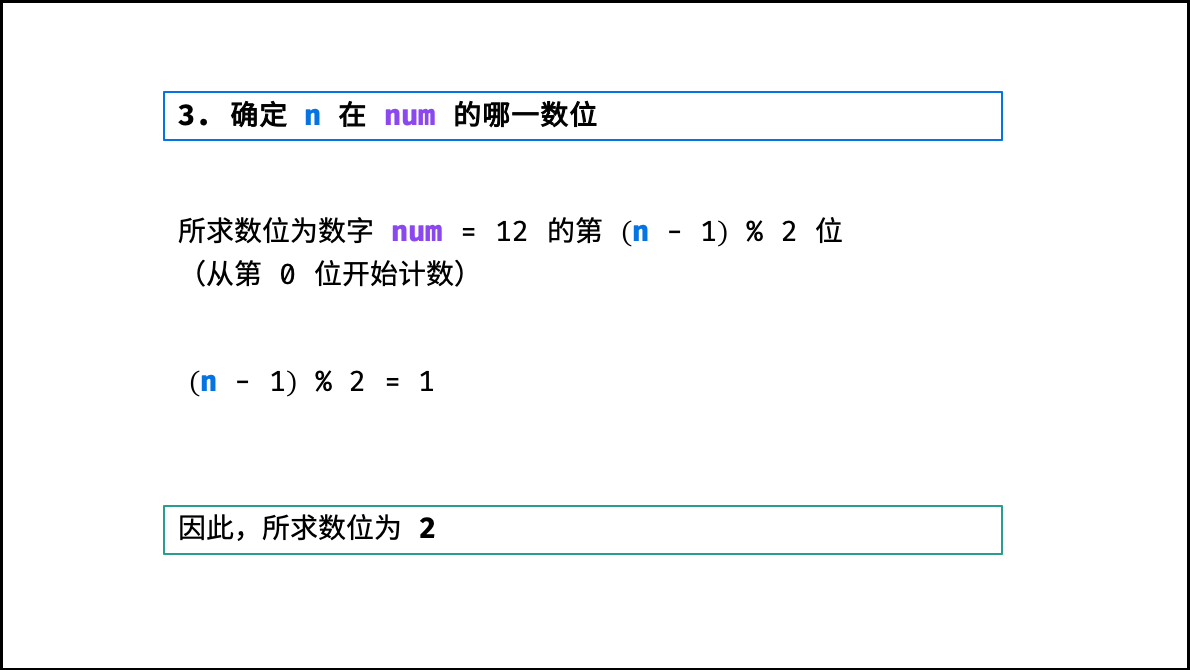 3. 确定 n 在 num 的哪一数位
所求数位为数字 num = 12 的第 (n - 1) % 2 位
（从第 0 位开始计数）
(n - 1) % 2 = 1
因此，所求数位为 2